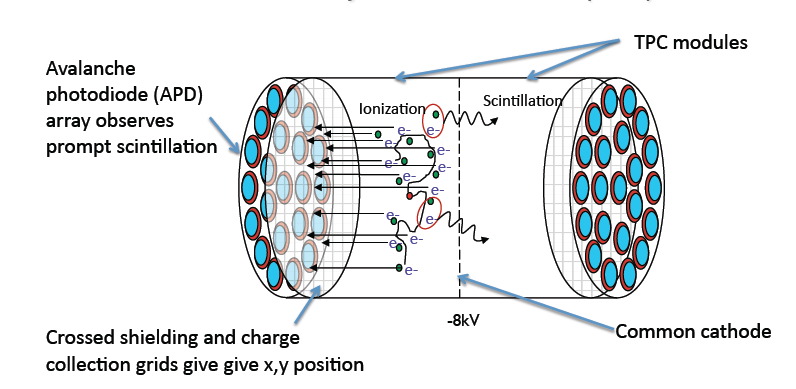 TPC modules
Avalanche
photodiode (APD)
array observes
prompt scintillation
Ionization
Scintillation
e- e-
e-
e-
e-
e-
e-
e-
e-
e-
e-
e-
-8kV
Common cathode
Crossed shielding and charge
collection grids give give x,y position